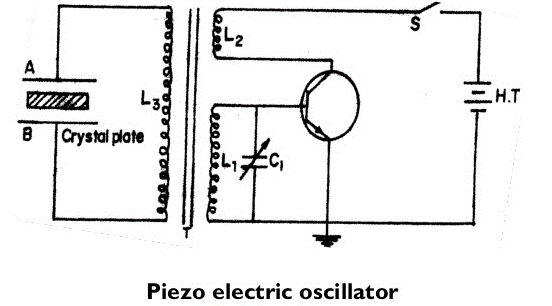 S
L₂
A
L₃
H.T
B Crystal plate
L₁ C₁
T
Piezo electric oscillator